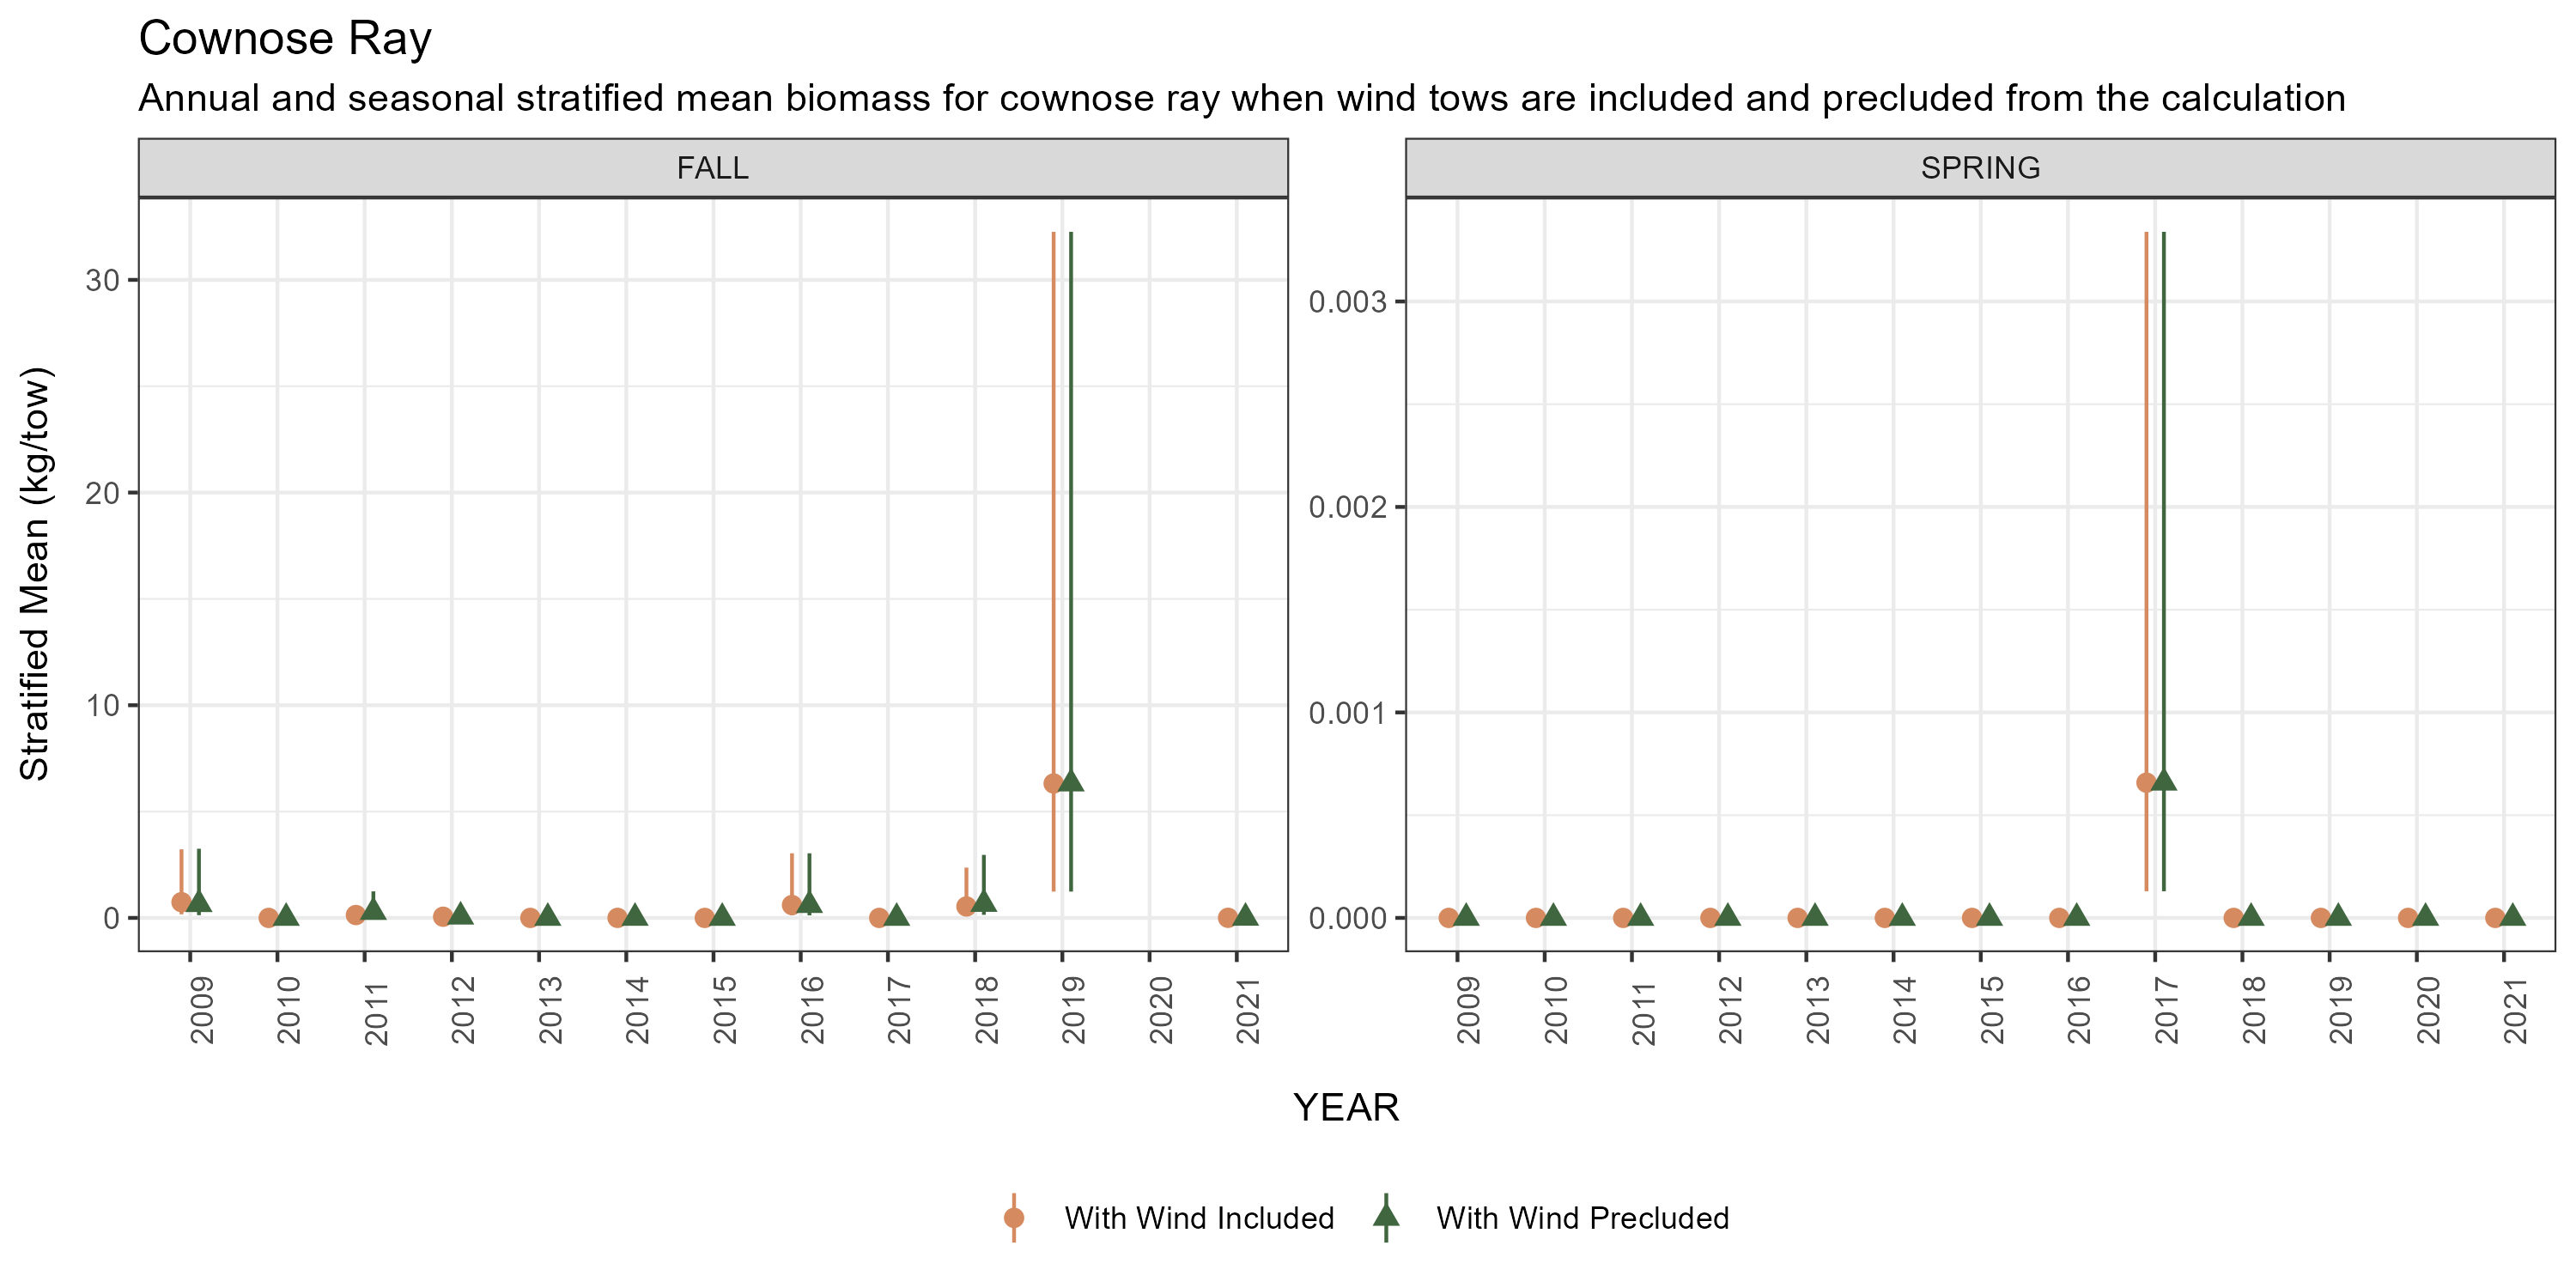 Cownose Ray
Annual and seasonal stratified mean biomass for cownose ray when wind tows are included and precluded from the calculation
FALL
SPRING
Stratified Mean (kg/tow)
30
20
10
0
0.003
0.002
0.001
0.000
2009 2010 2011 2012 2013 2014 2015 2016 2017 2018 2019 2020 2021
2009 2010 2011 2012 2013 2014 2015 2016 2017 2018 2019 2020 2021
YEAR
With Wind Included
With Wind Precluded